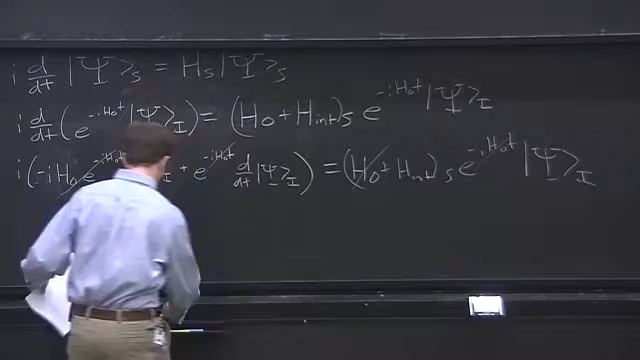 i d/dt |Ψ>_S = H_S |Ψ>_S
i d/dt (e^{-iH_0t} |Ψ>_I) = (H_0 + H_int)_S e^{-iH_0t} |Ψ>_I
i (-iH_0 e^{-iH_0t} _I + e^{-iH_0t} d/dt |Ψ>_I) = (H_0 + H_int)_S e^{-iH_0t} |Ψ>_I